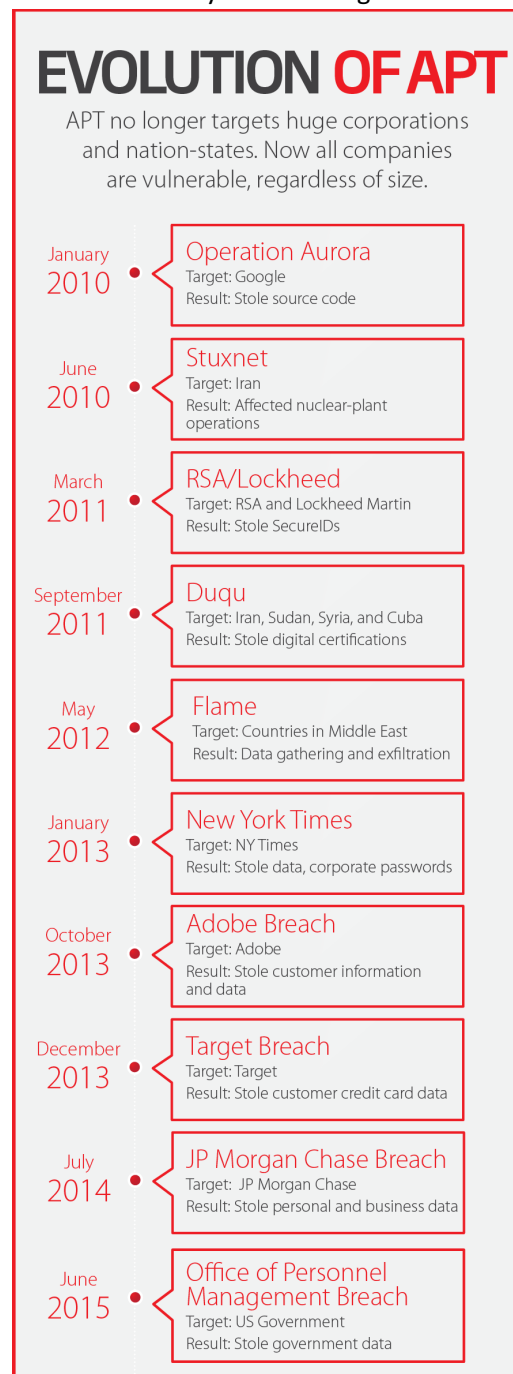 EVOLUTION OF APT
APT no longer targets huge corporations
and nation-states. Now all companies
are vulnerable, regardless of size.
January
2010
Operation Aurora
Target: Google
Result: Stole source code
June
2010
Stuxnet
Target: Iran
Result: Affected nuclear-plant
operations
March
2011
RSA/Lockheed
Target: RSA and Lockheed Martin
Result: Stole SecureIDs
September
2011
Duqu
Target: Iran, Sudan, Syria, and Cuba
Result: Stole digital certifications
May
2012
Flame
Target: Countries in Middle East
Result: Data gathering and exfiltration
January
2013
New York Times
Target: NY Times
Result: Stole data, corporate passwords
October
2013
Adobe Breach
Target: Adobe
Result: Stole customer information
and data
December
2013
Target Breach
Target: Target
Result: Stole customer credit card data
July
2014
JP Morgan Chase Breach
Target: JP Morgan Chase
Result: Stole personal and business data
June
2015
Office of Personnel
Management Breach
Target: US Government
Result: Stole government data